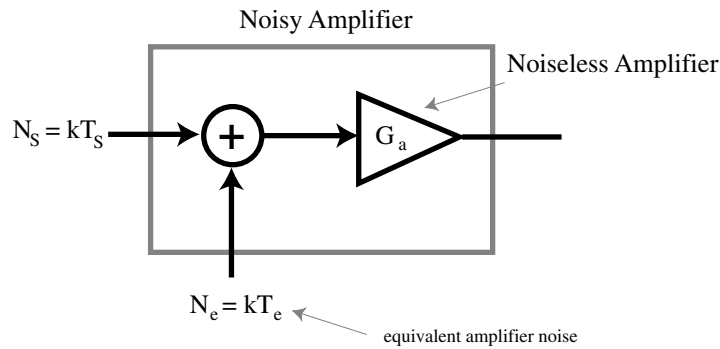 Noisy Amplifier
Noiseless Amplifier
N_S = kT_S
+
G_a
N_e = kT_e
equivalent amplifier noise